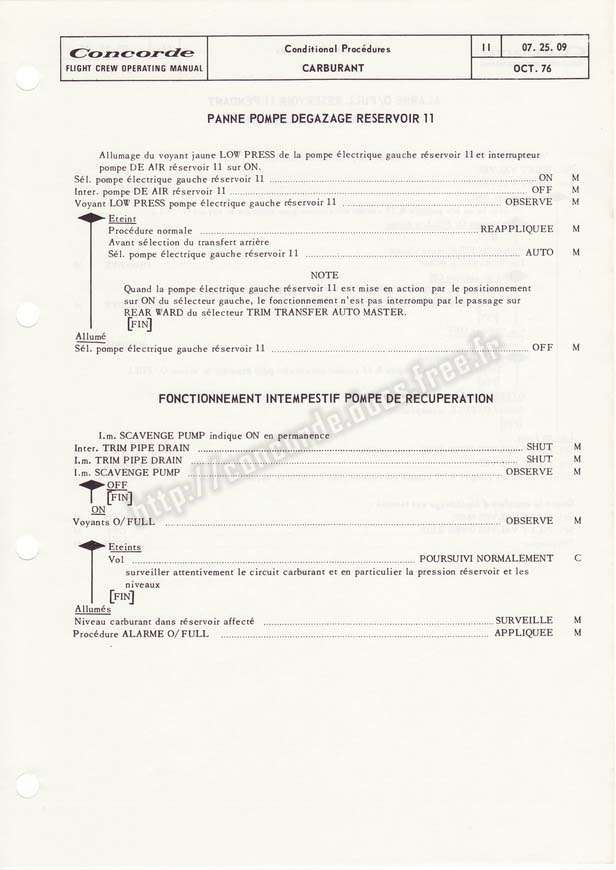 Concorde
FLIGHT CREW OPERATING MANUAL
Conditional Procédures
CARBURANT
11
07. 25. 09
OCT. 76
PANNE POMPE DEGAZAGE RESERVOIR 11
Allumage du voyant jaune LOW PRESS de la pompe électrique gauche réservoir 11 et interrupteur
pompe DE AIR réservoir 11 sur ON.
Sél. pompe électrique gauche réservoir 11 ... ON M
Inter. pompe DE AIR réservoir 11 ... OFF M
Voyant LOW PRESS pompe électrique gauche réservoir 11 ... OBSERVE M
Eteint
Procédure normale ... REAPPLIQUEE M
Avant sélection du transfert arrière
Sél. pompe électrique gauche réservoir 11 ... AUTO M
NOTE
Quand la pompe électrique gauche réservoir 11 est mise en action par le positionnement
sur ON du sélecteur gauche, le fonctionnement n'est pas interrompu par le passage sur
REAR WARD du sélecteur TRIM TRANSFER AUTO MASTER.
[FIN]
Allumé
Sél. pompe électrique gauche réservoir 11 ... OFF M
FONCTIONNEMENT INTEMPESTIF POMPE DE RECUPERATION
I.m. SCAVENGE PUMP indique ON en permanence
Inter. TRIM PIPE DRAIN ... SHUT M
I.m. TRIM PIPE DRAIN ... SHUT M
I.m. SCAVENGE PUMP ... OBSERVE M
OFF
[FIN]
ON
Voyants O/FULL ... OBSERVE M
Eteints
Vol ... POURSUIVI NORMALEMENT C
surveiller attentivement le circuit carburant et en particulier la pression réservoir et les
niveaux
[FIN]
Allumés
Niveau carburant dans réservoir affecté ... SURVEILLE M
Procédure ALARME O/FULL ... APPLIQUEE M
http://concorde.docs.free.fr